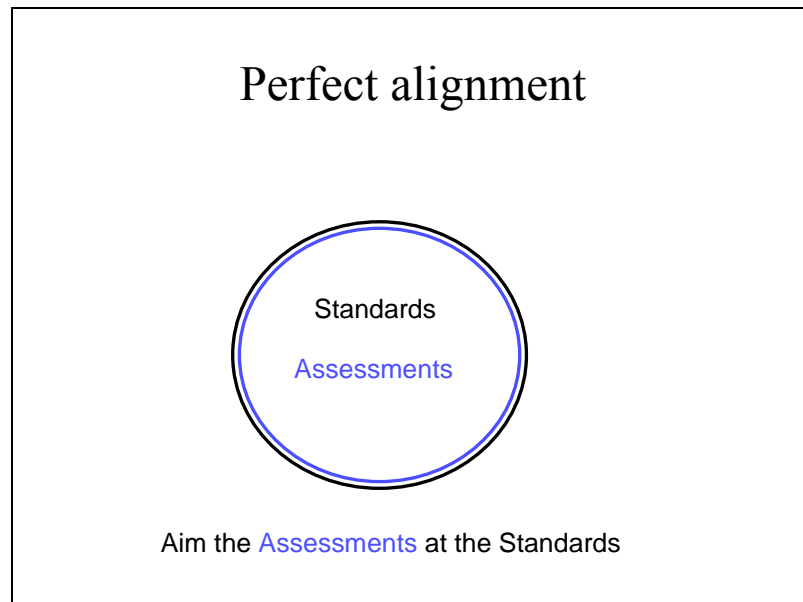 Perfect alignment
Standards
Assessments
Aim the Assessments at the Standards